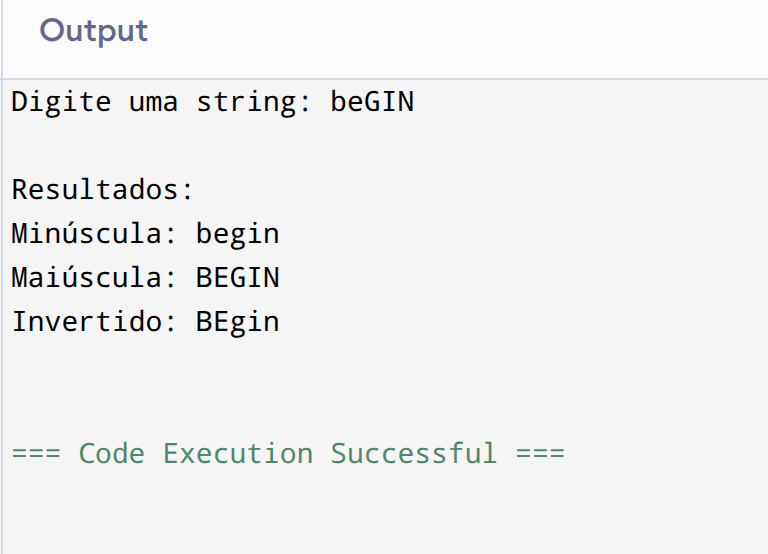 Output
Digite uma string: beGIN
Resultados:
Minúscula: begin
Maiúscula: BEGIN
Invertido: BEgin
=== Code Execution Successful ===